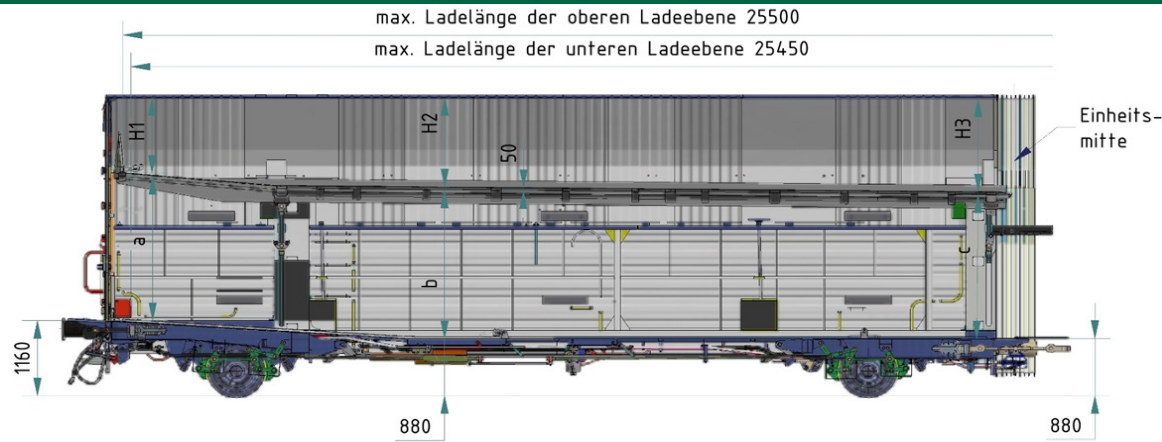 max. Ladelänge der oberen Ladeebene 25500
max. Ladelänge der unteren Ladeebene 25450
H1
H2
H3
50
Einheits-
mitte
a
b
c
1160
880
880